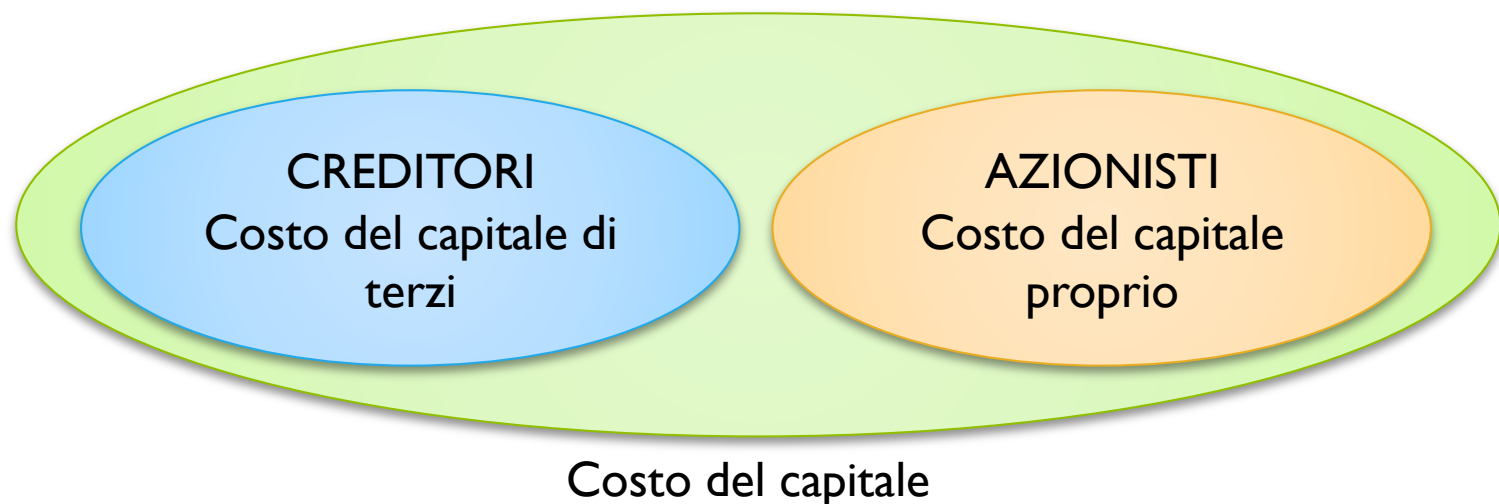 CREDITORI
Costo del capitale di
terzi
AZIONISTI
Costo del capitale
proprio
Costo del capitale